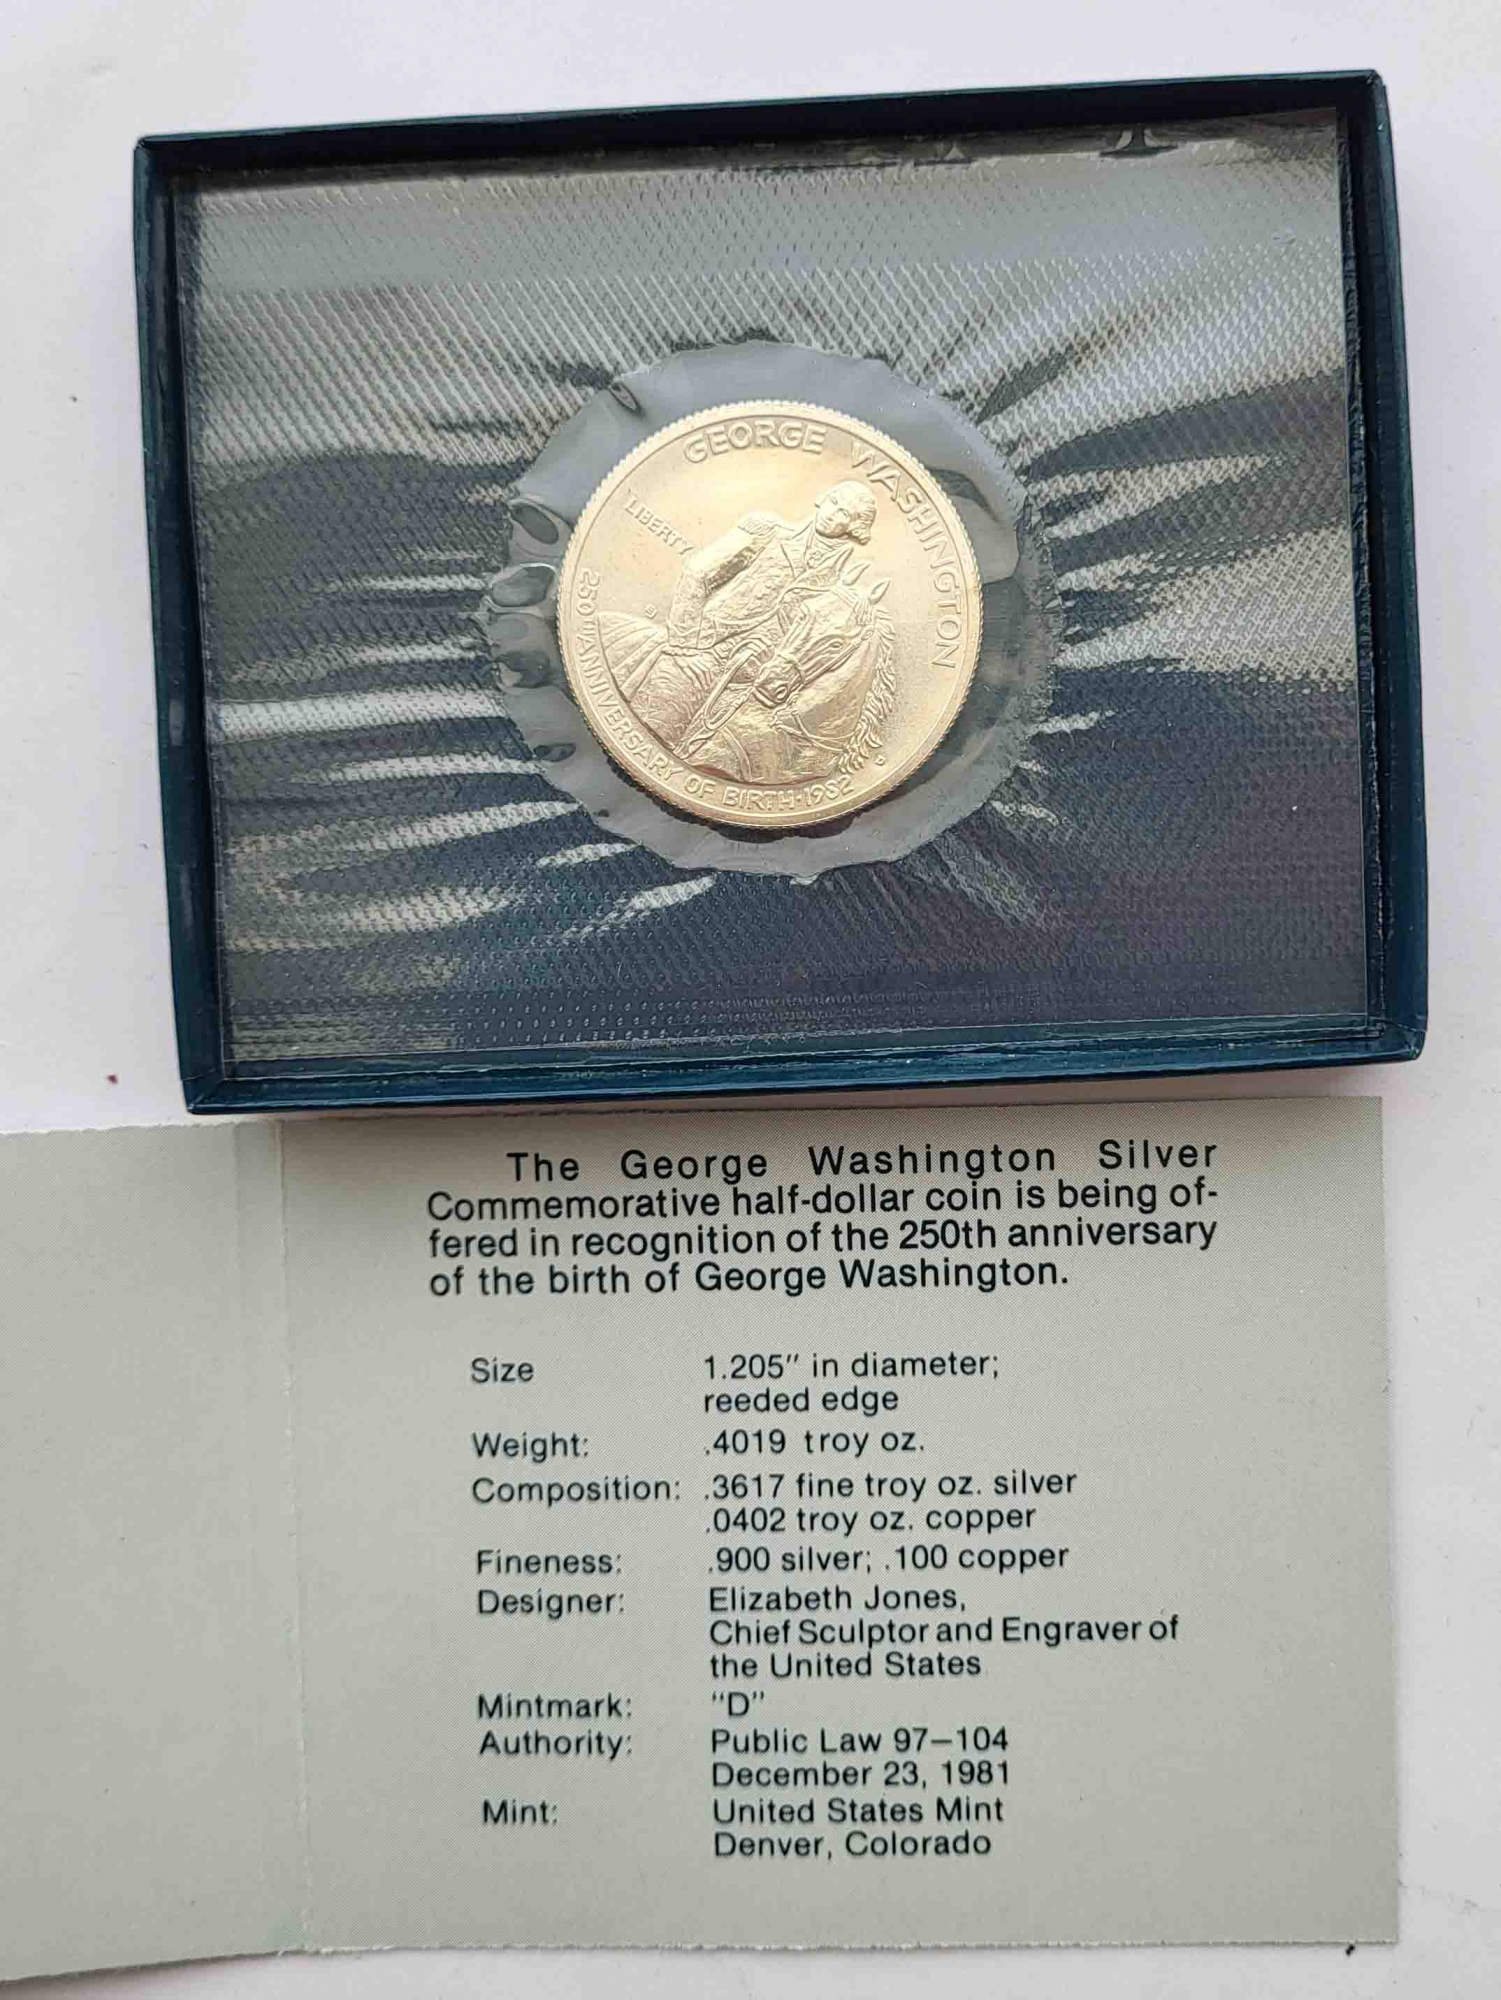 GEORGE WASHINGTON
LIBERTY
250TH ANNIVERSARY OF BIRTH·1982
The George Washington Silver
Commemorative half-dollar coin is being of-
fered in recognition of the 250th anniversary
of the birth of George Washington.
Size 1.205" in diameter;
reeded edge
Weight: .4019 troy oz.
Composition: .3617 fine troy oz. silver
.0402 troy oz. copper
Fineness: .900 silver; .100 copper
Designer: Elizabeth Jones,
Chief Sculptor and Engraver of
the United States
Mintmark: "D"
Authority: Public Law 97–104
December 23, 1981
Mint: United States Mint
Denver, Colorado